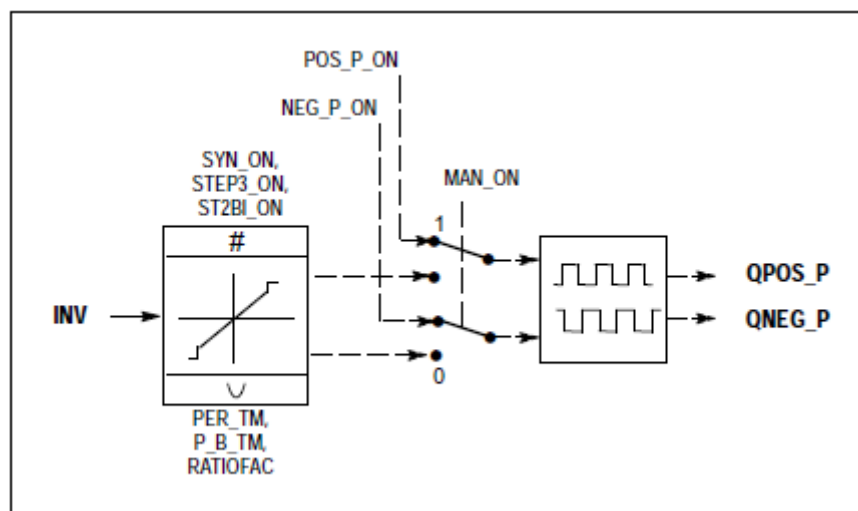 POS_P_ON
NEG_P_ON
SYN_ON,
STEP3_ON,
ST2BI_ON
MAN_ON
#
1
INV
QPOS_P
QNEG_P
0
PER_TM,
P_B_TM,
RATIOFAC